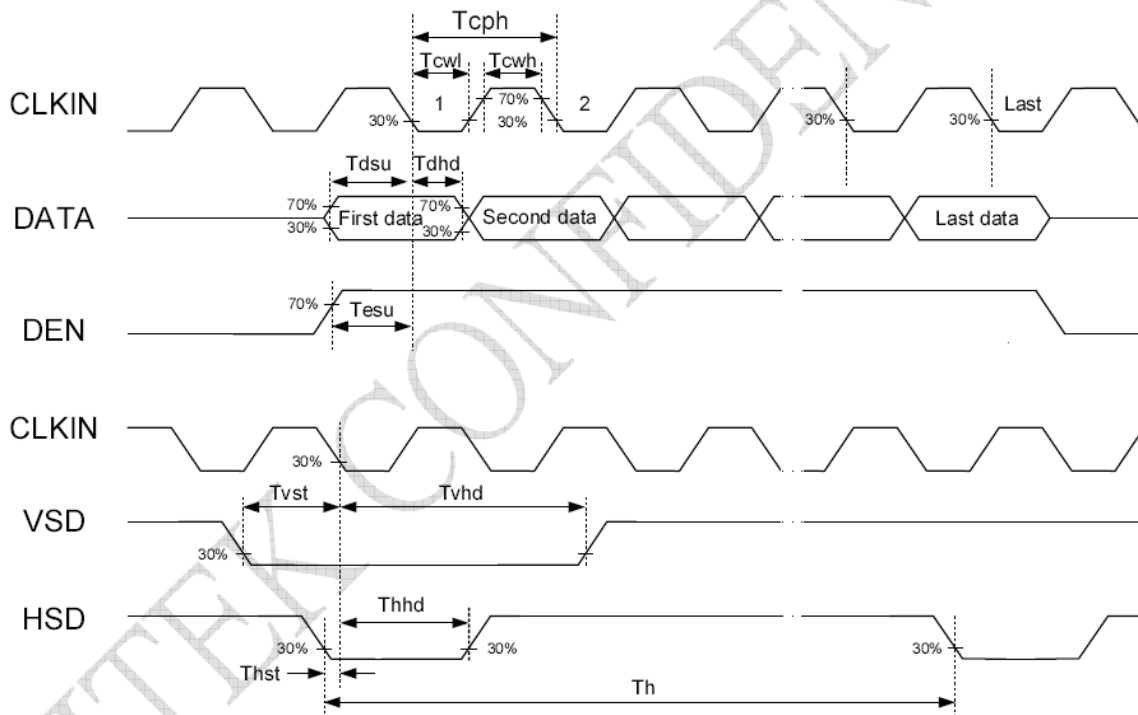 Tcph
Tcwl Tcwh
CLKIN 30% 1 70% 30% 2 30% 30% Last
Tdsu Tdhd
DATA 70% 30% First data 70% 30% Second data Last data
DEN 70% Tesu
CLKIN 30%
Tvst Tvhd
VSD 30%
HSD 30% Thhd 30% 30%
Thst
Th
CONFIDEN